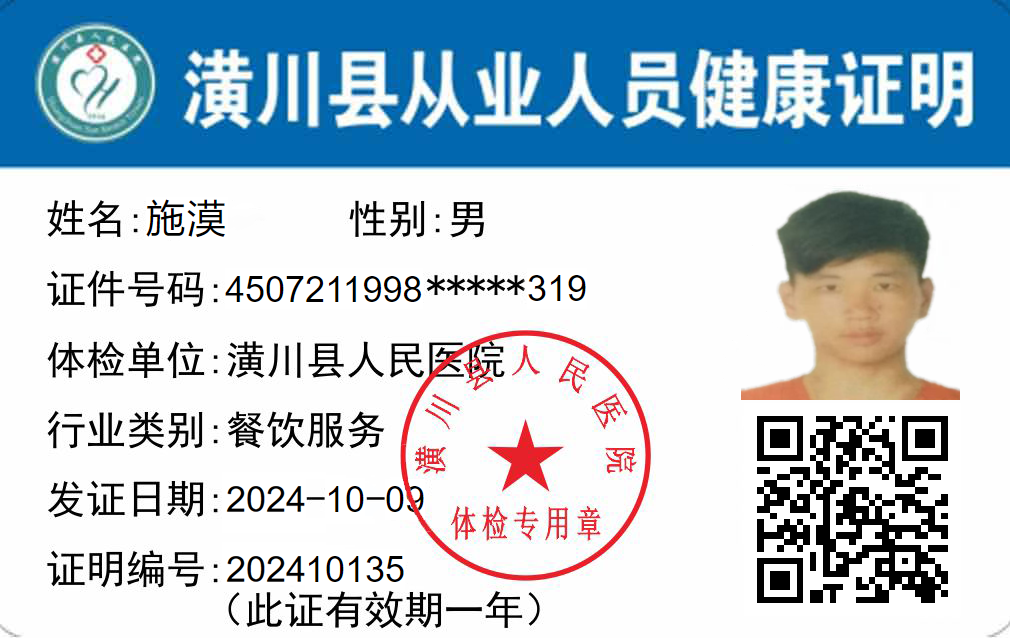 潢川县从业人员健康证明
姓名:施漠 性别:男
证件号码:4507211998*****319
体检单位:潢川县人民医院
行业类别:餐饮服务
发证日期:2024-10-09
证明编号:202410135
(此证有效期一年)
潢川县人民医院
体检专用章